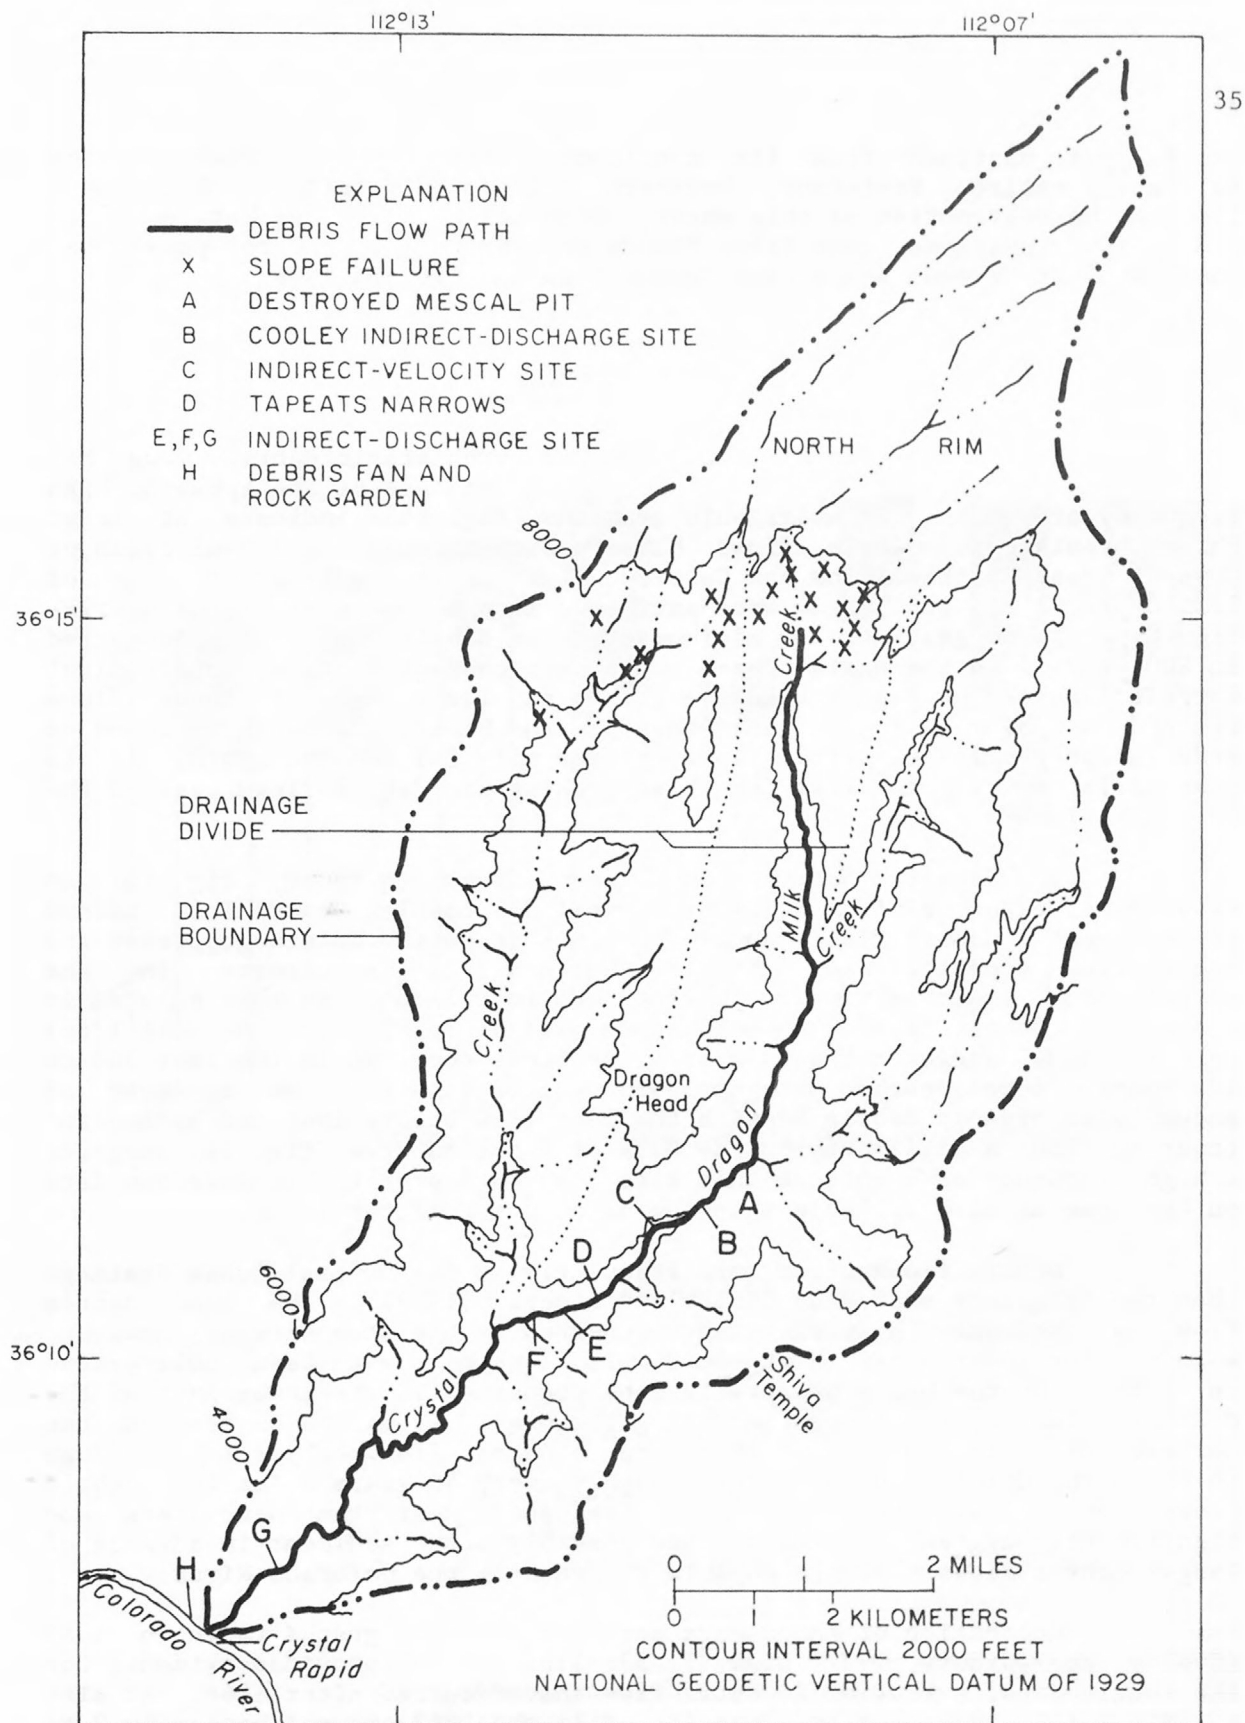 112°13'
112°07'
35
EXPLANATION
DEBRIS FLOW PATH
X SLOPE FAILURE
A DESTROYED MESCAL PIT
B COOLEY INDIRECT-DISCHARGE SITE
C INDIRECT-VELOCITY SITE
D TAPEATS NARROWS
E,F,G INDIRECT-DISCHARGE SITE
H DEBRIS FAN AND
ROCK GARDEN
NORTH RIM
8000
36°15'
Creek
DRAINAGE
DIVIDE
Milk
Creek
DRAINAGE
BOUNDARY
Creek
Dragon
Head
Dragon
C
A
B
D
6000
E
F
36°10'
Shiva
Temple
Crystal
4000
G
H
0 1 2 MILES
0 1 2 KILOMETERS
Colorado
River
Crystal
Rapid
CONTOUR INTERVAL 2000 FEET
NATIONAL GEODETIC VERTICAL DATUM OF 1929